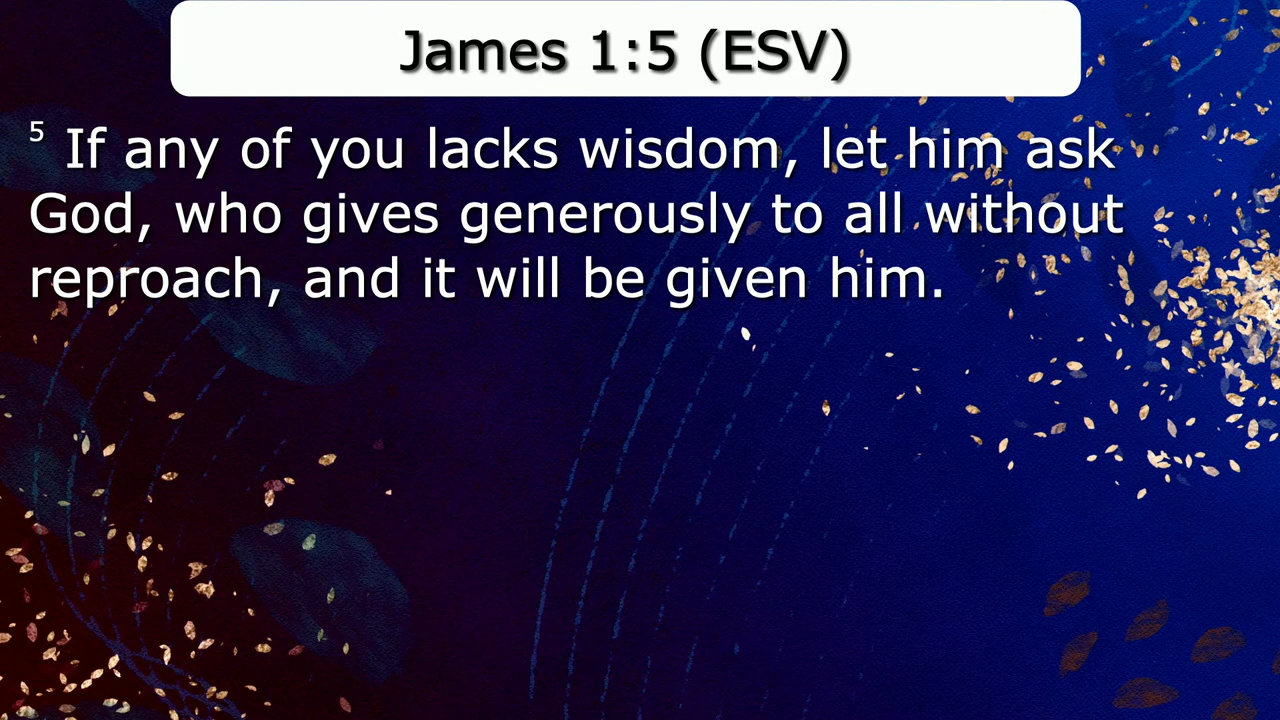 James 1:5 (ESV)
5 If any of you lacks wisdom, let him ask
God, who gives generously to all without
reproach, and it will be given him.